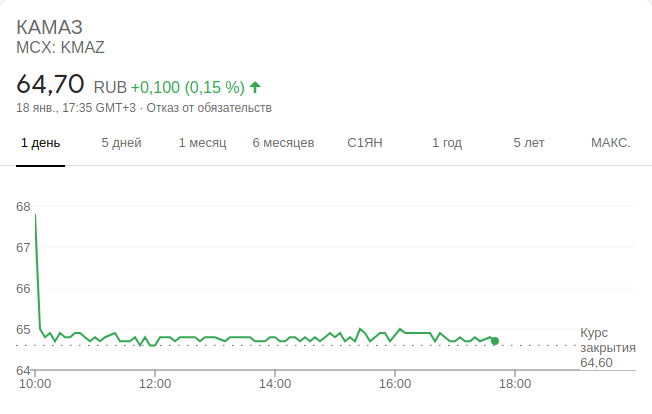 КАМАЗ
MCX: KMAZ
64,70 RUB +0,100 (0,15 %)
18 янв., 17:35 GMT+3 · Отказ от обязательств
1 день 5 дней 1 месяц 6 месяцев С1ЯН 1 год 5 лет МАКС.
68
67
66
65
64
Курс
закрытия
64,60
10:00 12:00 14:00 16:00 18:00